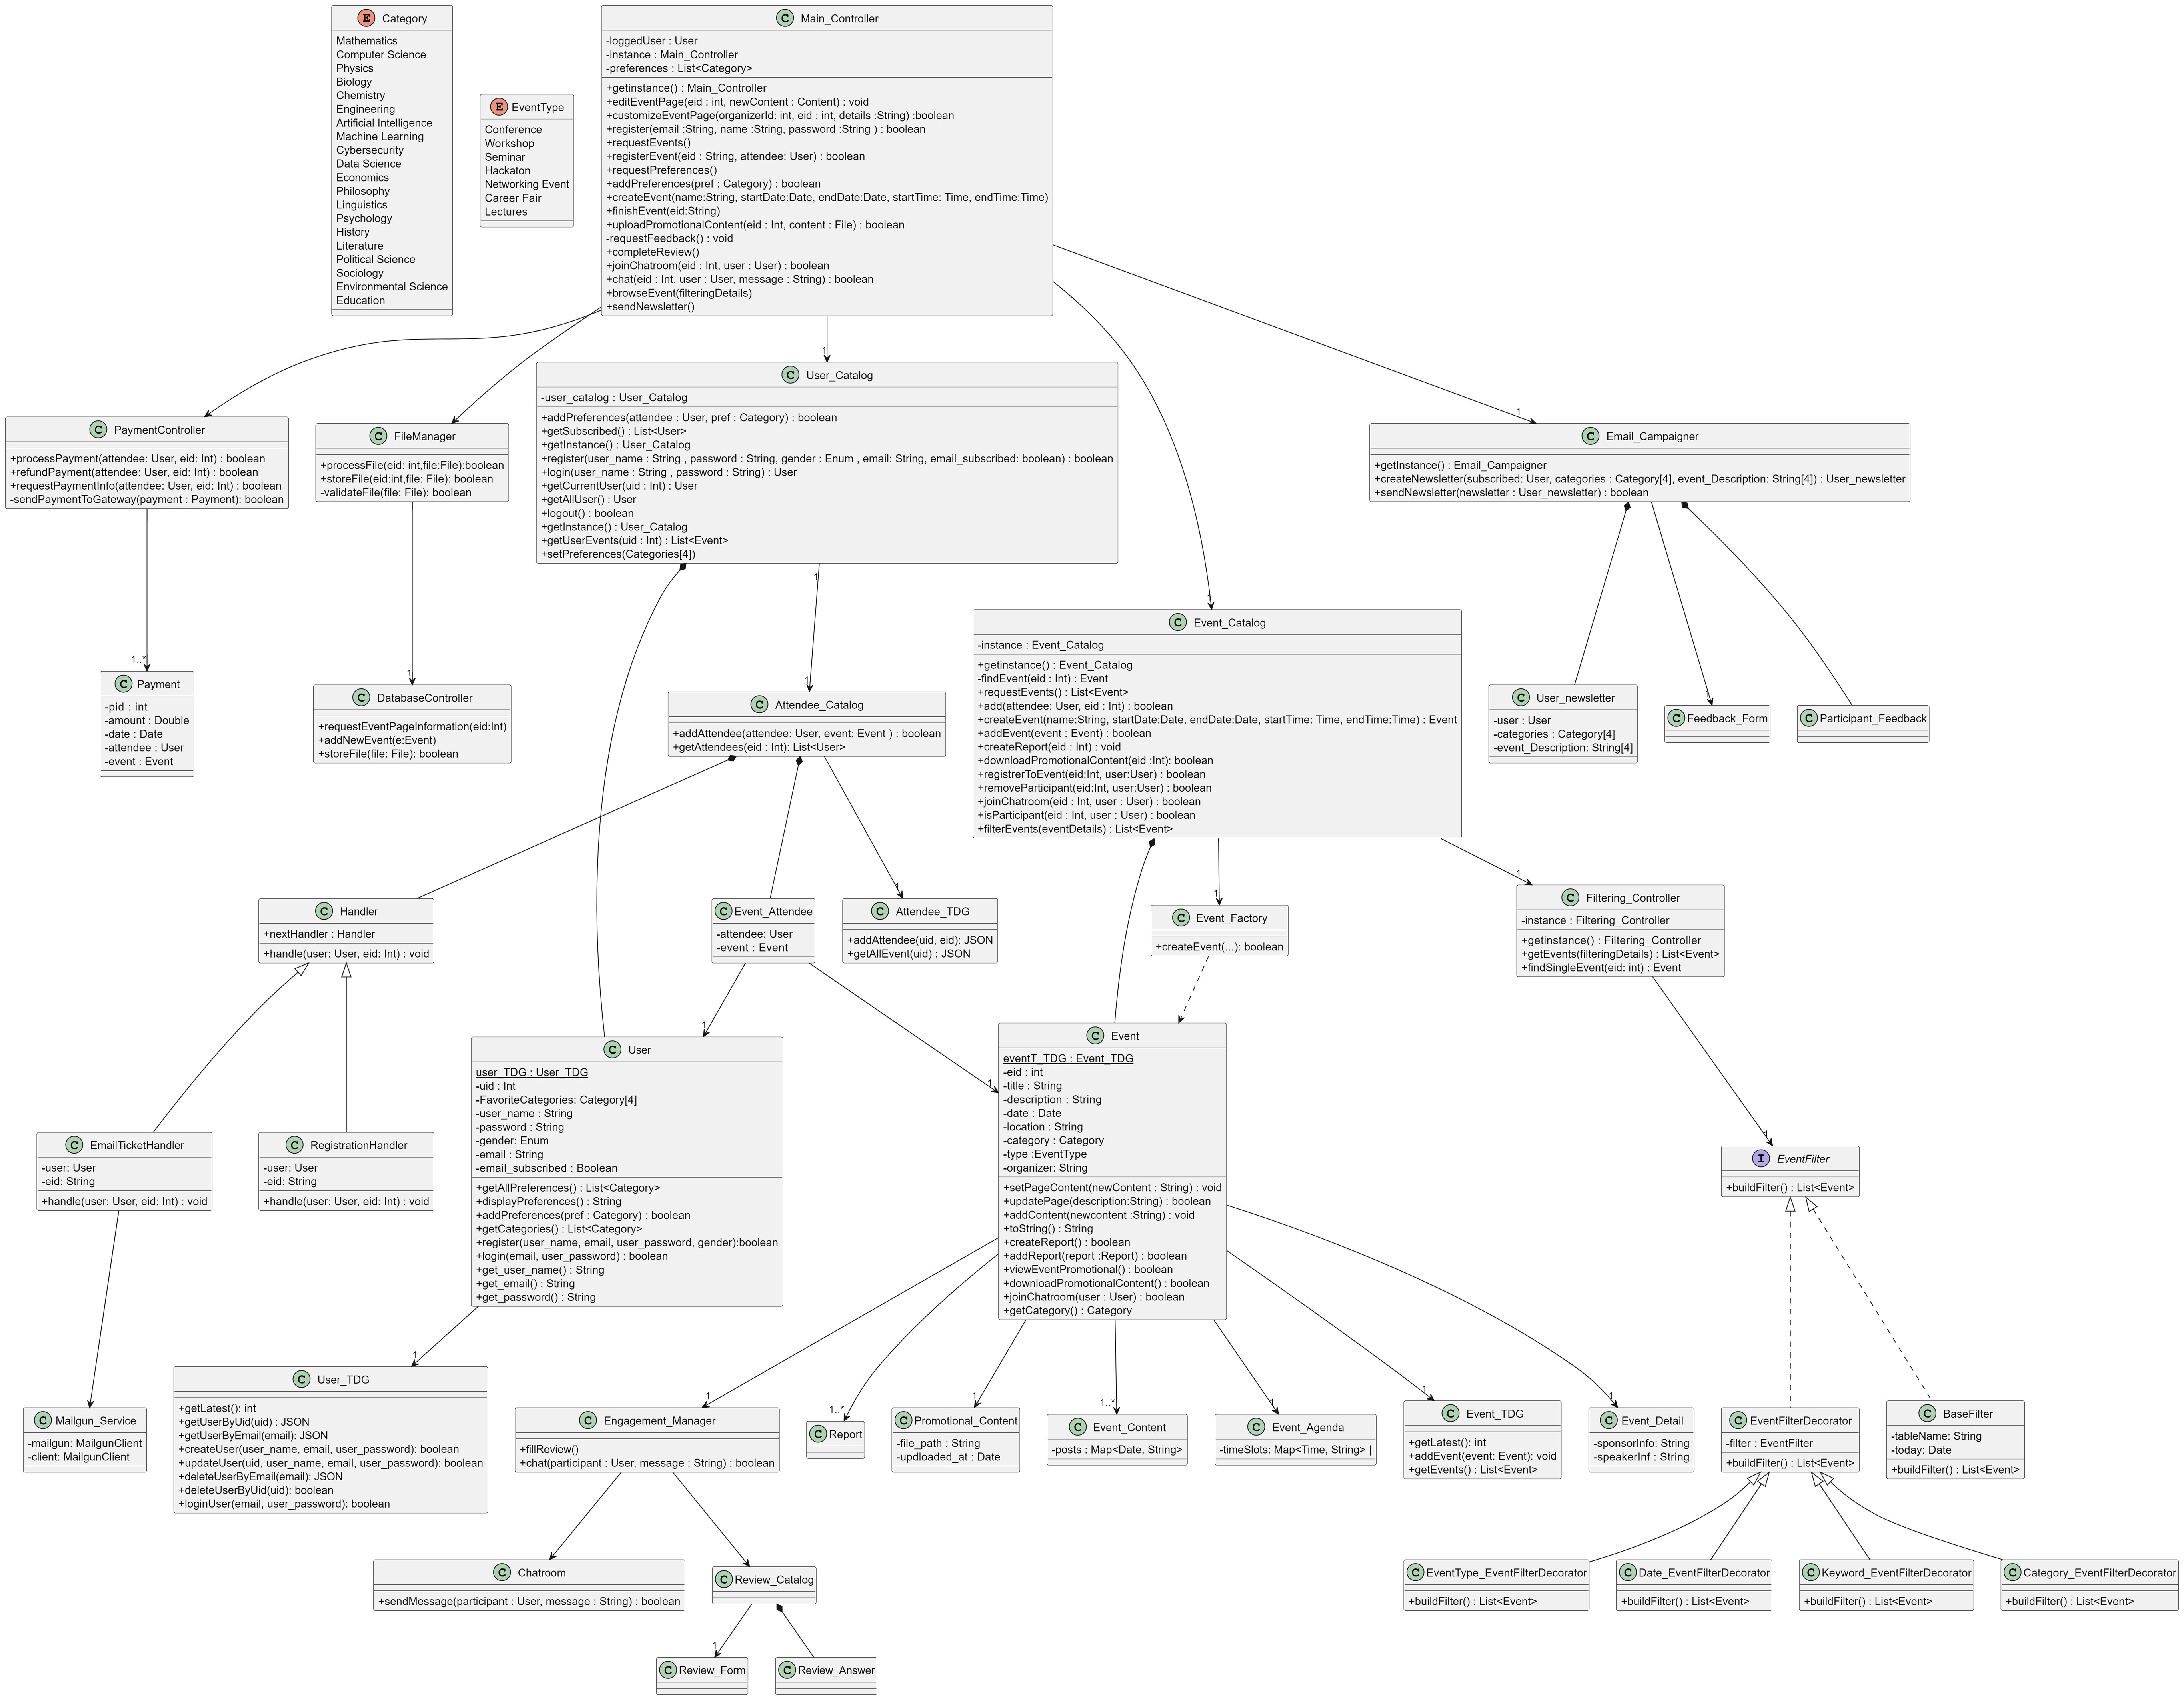 E Category
Mathematics
Computer Science
Physics
Biology
Chemistry
Engineering
Artificial Intelligence
Machine Learning
Cybersecurity
Data Science
Economics
Philosophy
Linguistics
Psychology
History
Literature
Political Science
Sociology
Environmental Science
Education
E EventType
Conference
Workshop
Seminar
Hackaton
Networking Event
Career Fair
Lectures
C Main_Controller
-loggedUser : User
-instance : Main_Controller
-preferences : List<Category>
+getinstance() : Main_Controller
+editEventPage(eid : int, newContent : Content) : void
+customizeEventPage(organizerId: int, eid : int, details :String) :boolean
+register(email :String, name :String, password :String ) : boolean
+requestEvents()
+registerEvent(eid : String, attendee: User) : boolean
+requestPreferences()
+addPreferences(pref : Category) : boolean
+createEvent(name:String, startDate:Date, endDate:Date, startTime: Time, endTime:Time)
+finishEvent(eid:String)
+uploadPromotionalContent(eid : Int, content : File) : boolean
-requestFeedback() : void
+completeReview()
+joinChatroom(eid : Int, user : User) : boolean
+chat(eid : Int, user : User, message : String) : boolean
+browseEvent(filteringDetails)
+sendNewsletter()
1
1
1
C PaymentController
+processPayment(attendee: User, eid: Int) : boolean
+refundPayment(attendee: User, eid: Int) : boolean
+requestPaymentInfo(attendee: User, eid: Int) : boolean
-sendPaymentToGateway(payment : Payment): boolean
C FileManager
+processFile(eid: int,file:File):boolean
+storeFile(eid:int,file: File): boolean
-validateFile(file: File): boolean
C User_Catalog
-user_catalog : User_Catalog
+addPreferences(attendee : User, pref : Category) : boolean
+getSubscribed() : List<User>
+getInstance() : User_Catalog
+register(user_name : String , password : String, gender : Enum , email: String, email_subscribed: boolean) : boolean
+login(user_name : String , password : String) : User
+getCurrentUser(uid : Int) : User
+getAllUser() : User
+logout() : boolean
+getInstance() : User_Catalog
+getUserEvents(uid : Int) : List<Event>
+setPreferences(Categories[4])
C Email_Campaigner
+getInstance() : Email_Campaigner
+createNewsletter(subscribed: User, categories : Category[4], event_Description: String[4]) : User_newsletter
+sendNewsletter(newsletter : User_newsletter) : boolean
1
1..*
1
1
1
C Payment
-pid : int
-amount : Double
-date : Date
-attendee : User
-event : Event
C DatabaseController
+requestEventPageInformation(eid:Int)
+addNewEvent(e:Event)
+storeFile(file: File): boolean
C Attendee_Catalog
+addAttendee(attendee: User, event: Event ) : boolean
+getAttendees(eid : Int): List<User>
C Event_Catalog
-instance : Event_Catalog
+getinstance() : Event_Catalog
-findEvent(eid : Int) : Event
+requestEvents() : List<Event>
+add(attendee: User, eid : Int) : boolean
+createEvent(name:String, startDate:Date, endDate:Date, startTime: Time, endTime:Time) : Event
+addEvent(event : Event) : boolean
+createReport(eid : Int) : void
+downloadPromotionalContent(eid :Int): boolean
+registrerToEvent(eid:Int, user:User) : boolean
+removeParticipant(eid:Int, user:User) : boolean
+joinChatroom(eid : Int, user : User) : boolean
+isParticipant(eid : Int, user : User) : boolean
+filterEvents(eventDetails) : List<Event>
C User_newsletter
-user : User
-categories : Category[4]
-event_Description: String[4]
C Feedback_Form
C Participant_Feedback
1
1
1
C Handler
+nextHandler : Handler
+handle(user: User, eid: Int) : void
C Event_Attendee
-attendee: User
-event : Event
C Attendee_TDG
+addAttendee(uid, eid): JSON
+getAllEvent(uid) : JSON
C Event_Factory
+createEvent(...): boolean
C Filtering_Controller
-instance : Filtering_Controller
+getinstance() : Filtering_Controller
+getEvents(filteringDetails) : List<Event>
+findSingleEvent(eid: int) : Event
1
1
1
C EmailTicketHandler
-user: User
-eid: String
+handle(user: User, eid: Int) : void
C RegistrationHandler
-user: User
-eid: String
+handle(user: User, eid: Int) : void
C User
user_TDG : User_TDG
-uid : Int
-FavoriteCategories: Category[4]
-user_name : String
-password : String
-gender: Enum
-email : String
-email_subscribed : Boolean
+getAllPreferences() : List<Category>
+displayPreferences() : String
+addPreferences(pref : Category) : boolean
+getCategories() : List<Category>
+register(user_name, email, user_password, gender):boolean
+login(email, user_password) : boolean
+get_user_name() : String
+get_email() : String
+get_password() : String
C Event
eventT_TDG : Event_TDG
-eid : int
-title : String
-description : String
-date : Date
-location : String
-category : Category
-type :EventType
-organizer: String
+setPageContent(newContent : String) : void
+updatePage(description:String) : boolean
+addContent(newcontent :String) : void
+toString() : String
+createReport() : boolean
+addReport(report :Report) : boolean
+viewEventPromotional() : boolean
+downloadPromotionalContent() : boolean
+joinChatroom(user : User) : boolean
+getCategory() : Category
I EventFilter
+buildFilter() : List<Event>
1
1
1..*
1
1..*
1
1
1
C Mailgun_Service
-mailgun: MailgunClient
-client: MailgunClient
C User_TDG
+getLatest(): int
+getUserByUid(uid) : JSON
+getUserByEmail(email): JSON
+createUser(user_name, email, user_password): boolean
+updateUser(uid, user_name, email, user_password): boolean
+deleteUserByEmail(email): JSON
+deleteUserByUid(uid): boolean
+loginUser(email, user_password): boolean
C Engagement_Manager
+fillReview()
+chat(participant : User, message : String) : boolean
C Report
C Promotional_Content
-file_path : String
-updloaded_at : Date
C Event_Content
-posts : Map<Date, String>
C Event_Agenda
-timeSlots: Map<Time, String> |
C Event_TDG
+getLatest(): int
+addEvent(event: Event): void
+getEvents() : List<Event>
C Event_Detail
-sponsorInfo: String
-speakerInf : String
C EventFilterDecorator
-filter : EventFilter
+buildFilter() : List<Event>
C BaseFilter
-tableName: String
-today: Date
+buildFilter() : List<Event>
C Chatroom
+sendMessage(participant : User, message : String) : boolean
C Review_Catalog
C EventType_EventFilterDecorator
+buildFilter() : List<Event>
C Date_EventFilterDecorator
+buildFilter() : List<Event>
C Keyword_EventFilterDecorator
+buildFilter() : List<Event>
C Category_EventFilterDecorator
+buildFilter() : List<Event>
1
C Review_Form
C Review_Answer